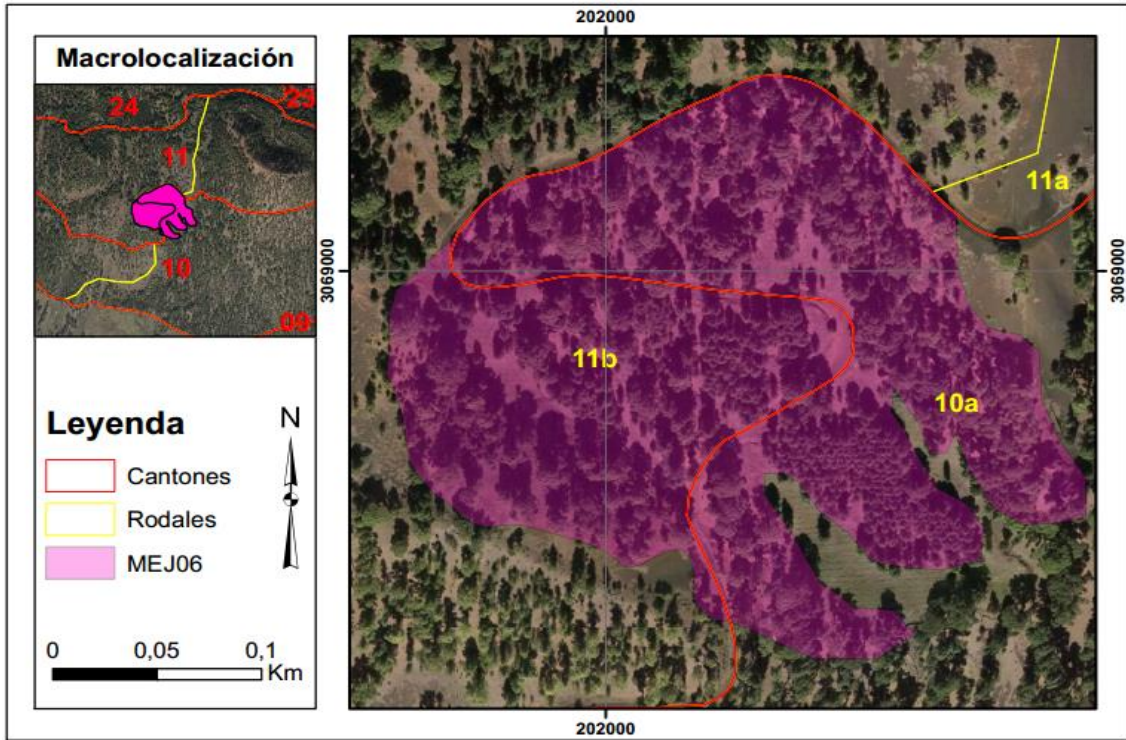 202000
Macrolocalización
24
25
11
10
09
Leyenda
N
Cantones
Rodales
MEJ06
0 0,05 0,1
Km
3069000
3069000
11a
11b
10a
202000